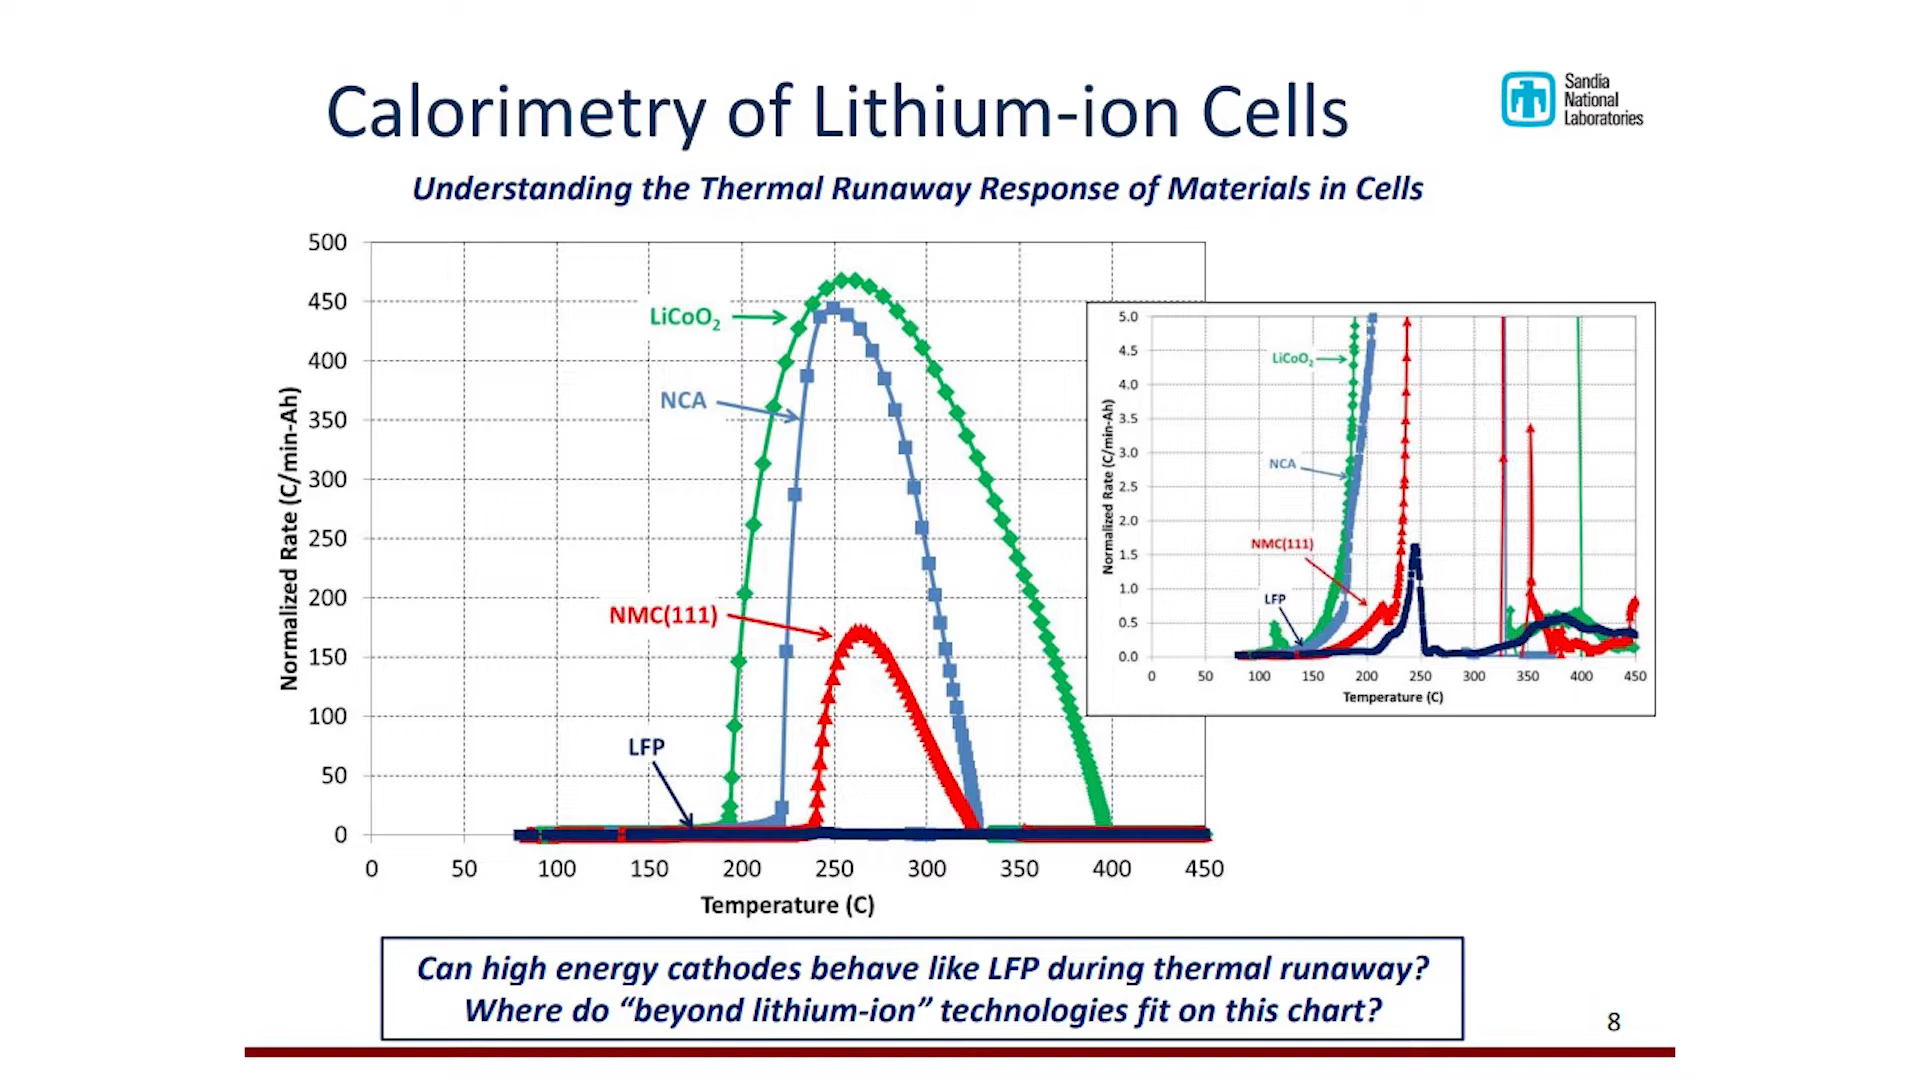 Calorimetry of Lithium-ion Cells
Sandia
National
Laboratories
Understanding the Thermal Runaway Response of Materials in Cells
500
450
400
350
300
250
200
150
100
50
0
Normalized Rate (C/min-Ah)
LiCoO₂
NCA
NMC(111)
LFP
0 50 100 150 200 250 300 350 400 450
Temperature (C)
5.0
4.5
4.0
3.5
3.0
2.5
2.0
1.5
1.0
0.5
0.0
Normalized Rate (C/min-Ah)
LiCoO₂
NCA
NMC(111)
LFP
0 50 100 150 200 250 300 350 400 450
Temperature (C)
Can high energy cathodes behave like LFP during thermal runaway?
Where do “beyond lithium-ion” technologies fit on this chart?
8